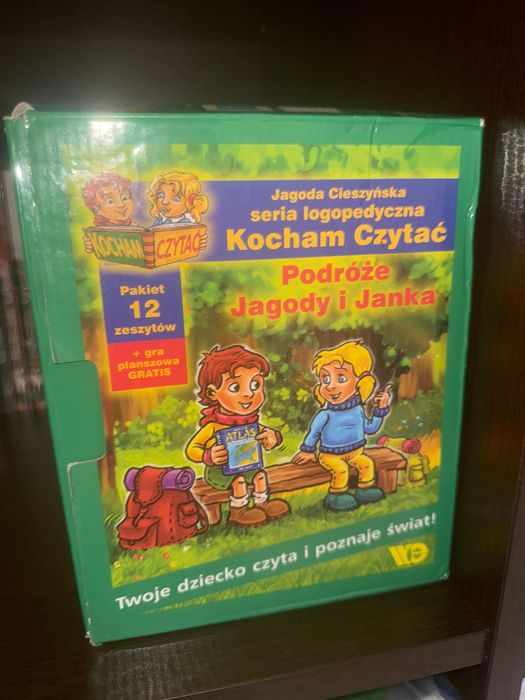 Jagoda Cieszyńska
seria logopedyczna
Kocham Czytać
KOCHAM CZYTAĆ
Podróże
Jagody i Janka
Pakiet
12
zeszytów
+ gra
planszowa
GRATIS
ATLAS
Twoje dziecko czyta i poznaje świat!